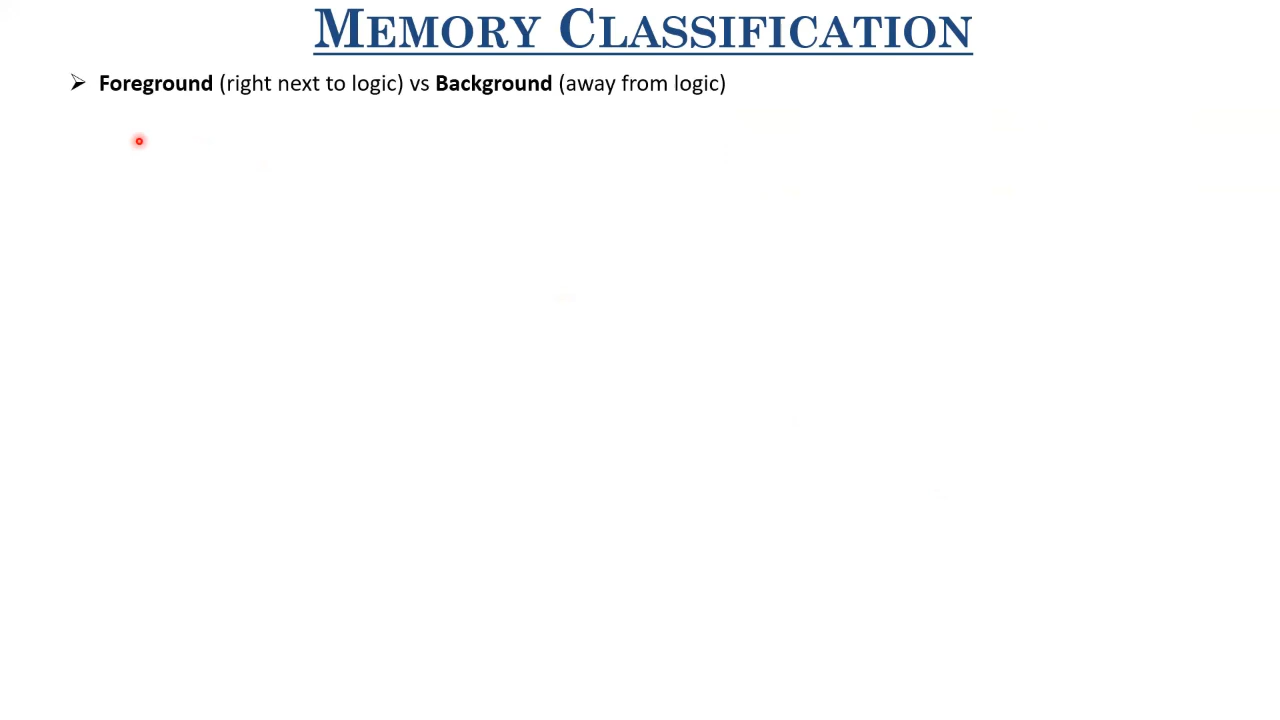 MEMORY CLASSIFICATION
➢ Foreground (right next to logic) vs Background (away from logic)